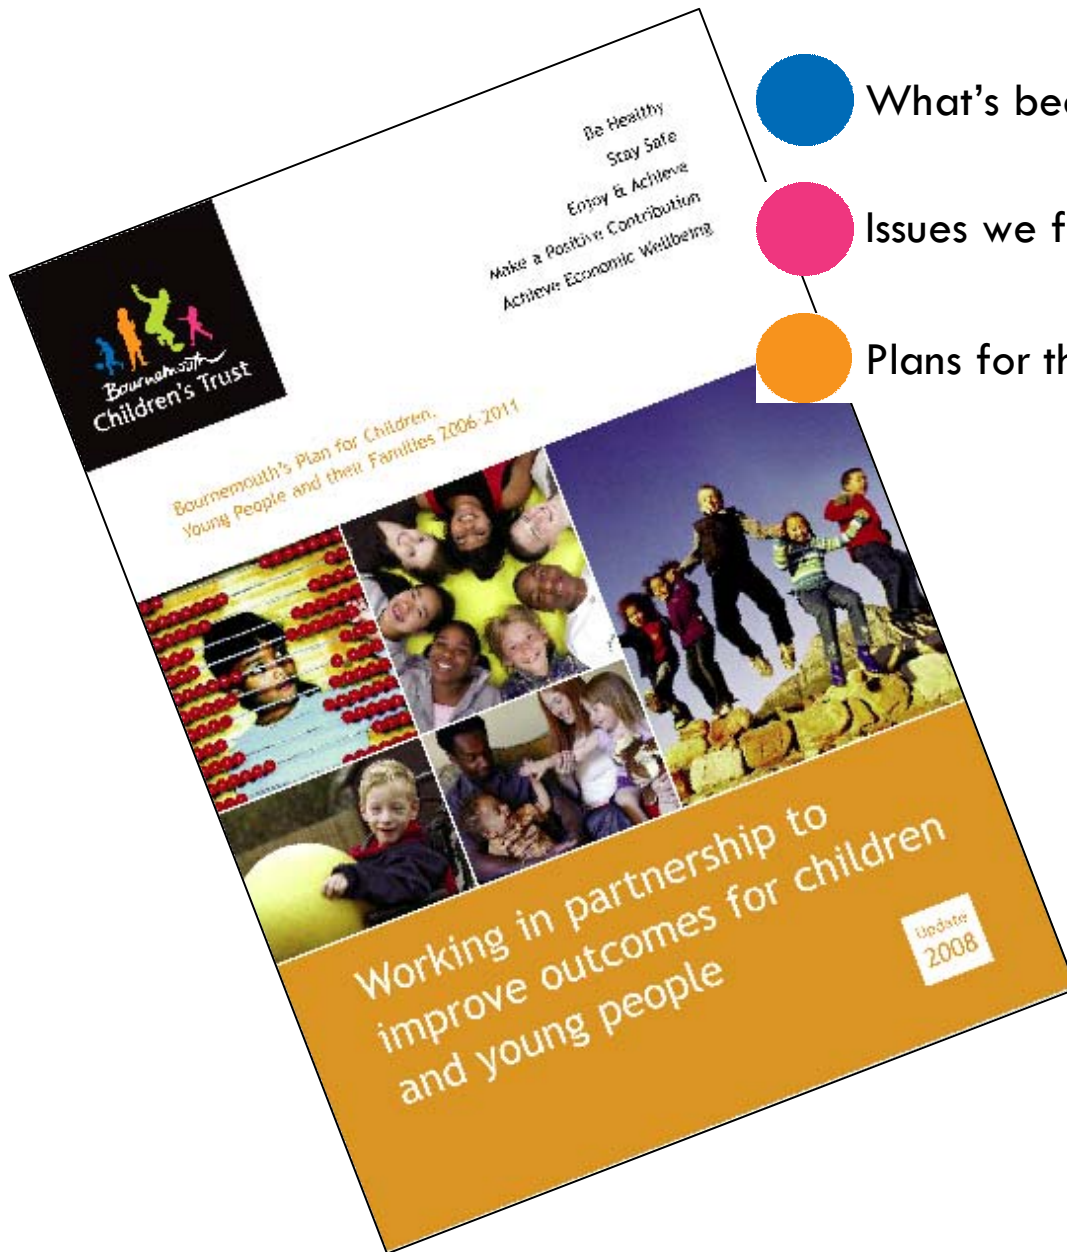 What's bee
Issues we f
Plans for th
Be Healthy
Stay Safe
Enjoy & Achieve
Make a Positive Contribution
Achieve Economic Wellbeing
Bournemouth
Children's Trust
Bournemouth's Plan for Children,
Young People and their Families 2006-2011
Working in partnership to
improve outcomes for children
and young people
Update
2008